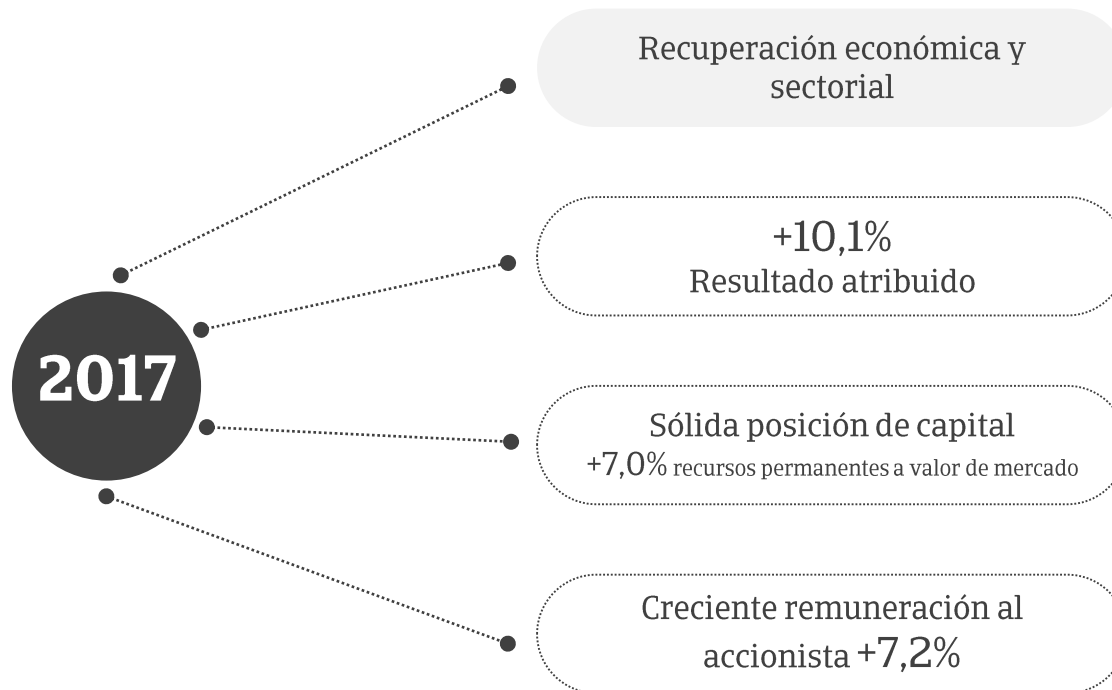 Recuperación económica y
sectorial
+10,1%
Resultado atribuido
2017
Sólida posición de capital
+7,0% recursos permanentes a valor de mercado
Creciente remuneración al
accionista +7,2%